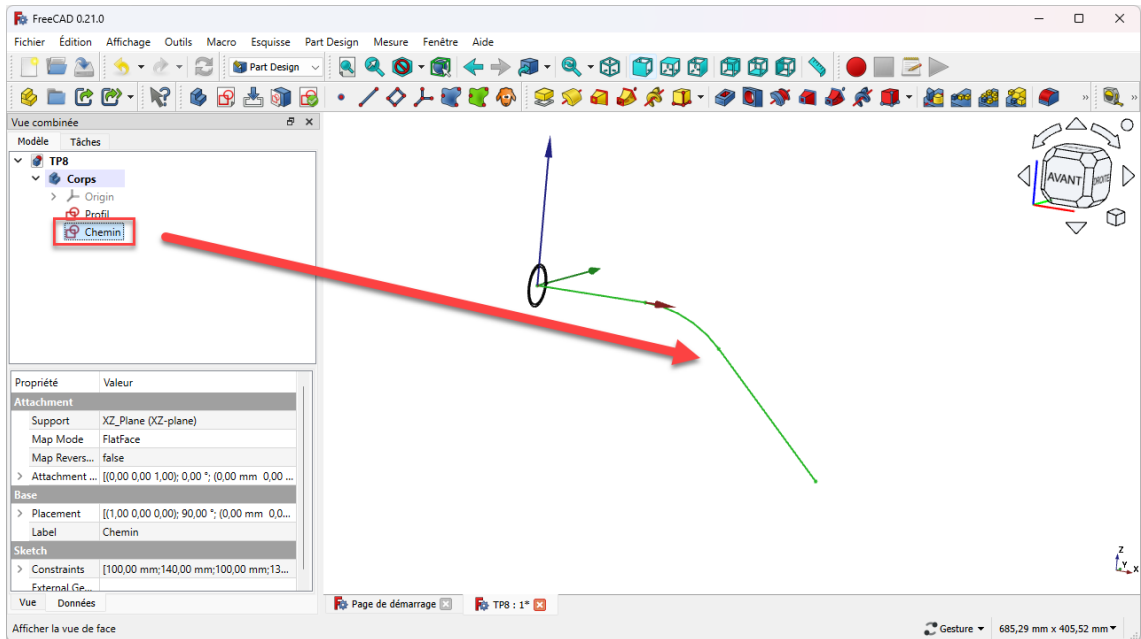 FreeCAD 0.21.0
Fichier Édition Affichage Outils Macro Esquisse Part Design Mesure Fenêtre Aide
Part Design
»
»
Vue combinée
Modèle Tâches
TP8
Corps
Origin
Profil
Chemin
AVANT
DROITE
Propriété Valeur
Attachment
Support XZ_Plane (XZ-plane)
Map Mode FlatFace
Map Revers... false
Attachment ... [(0,00 0,00 1,00); 0,00 °; (0,00 mm 0,00 ...
Base
Placement [(1,00 0,00 0,00); 90,00 °; (0,00 mm 0,0...
Label Chemin
Sketch
Constraints [100,00 mm;140,00 mm;100,00 mm;13...
External Ge...
Z
Y
X
Vue Données
Page de démarrage
TP8 : 1*
Afficher la vue de face
Gesture
685,29 mm x 405,52 mm